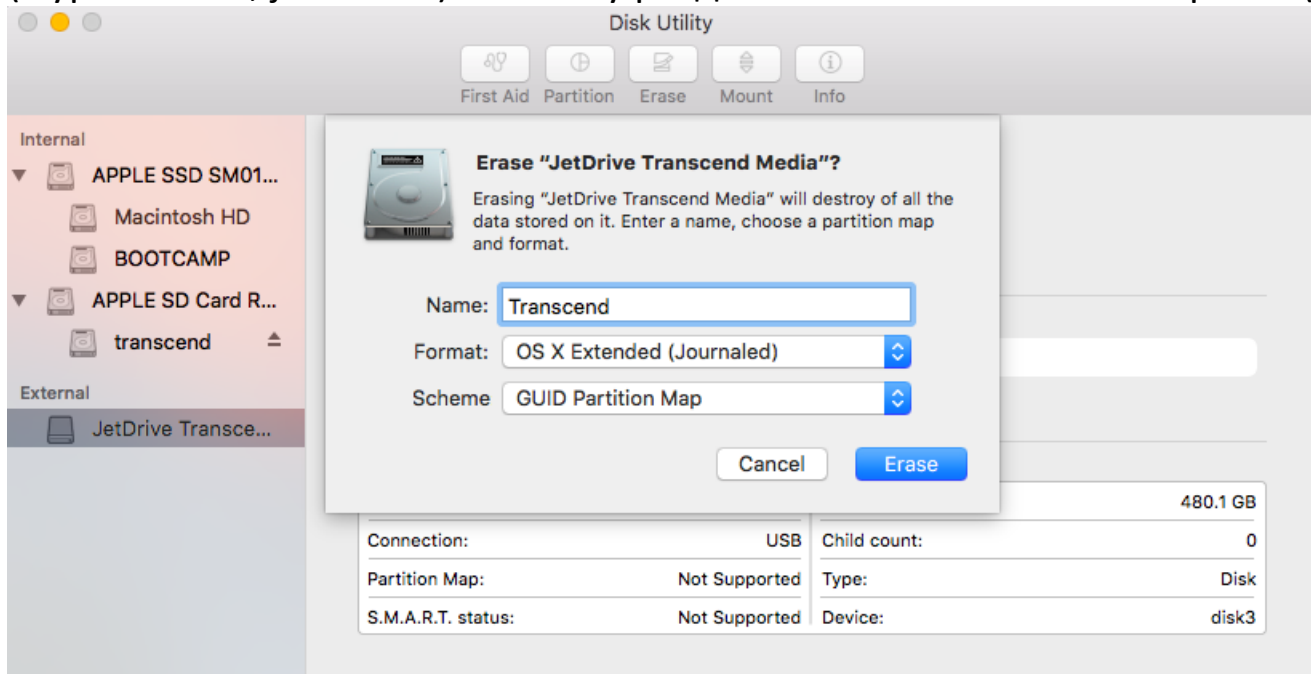 Disk Utility
First Aid Partition Erase Mount Info
Internal
APPLE SSD SM01...
Macintosh HD
BOOTCAMP
APPLE SD Card R...
transcend
External
JetDrive Transce...
Erase “JetDrive Transcend Media”?
Erasing “JetDrive Transcend Media” will destroy of all the
data stored on it. Enter a name, choose a partition map
and format.
Name: Transcend
Format: OS X Extended (Journaled)
Scheme GUID Partition Map
Cancel Erase
480.1 GB
Connection: USB Child count: 0
Partition Map: Not Supported Type: Disk
S.M.A.R.T. status: Not Supported Device: disk3